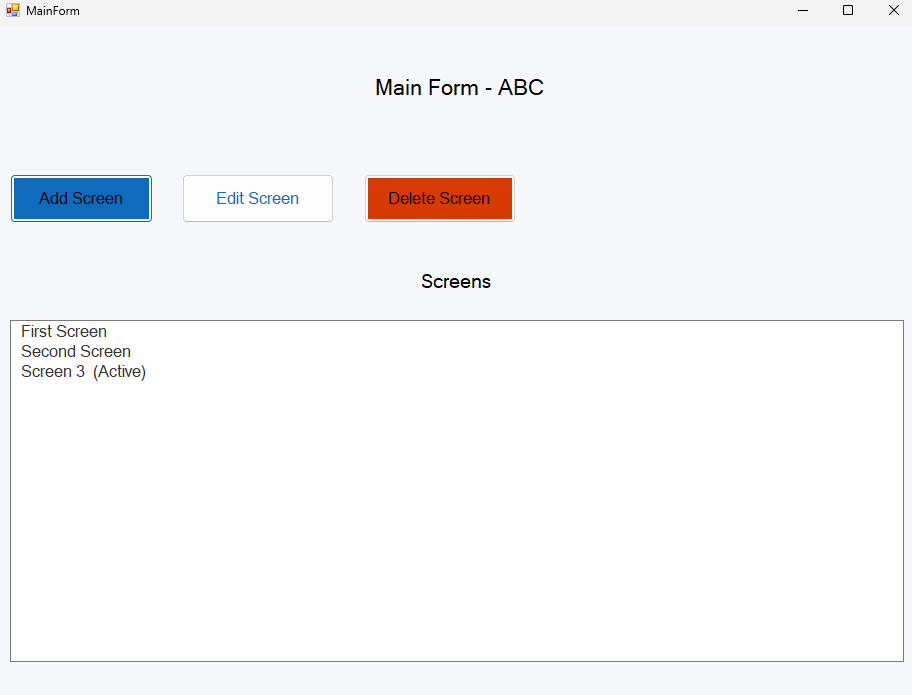 MainForm
Main Form - ABC
Add Screen
Edit Screen
Delete Screen
Screens
First Screen
Second Screen
Screen 3  (Active)